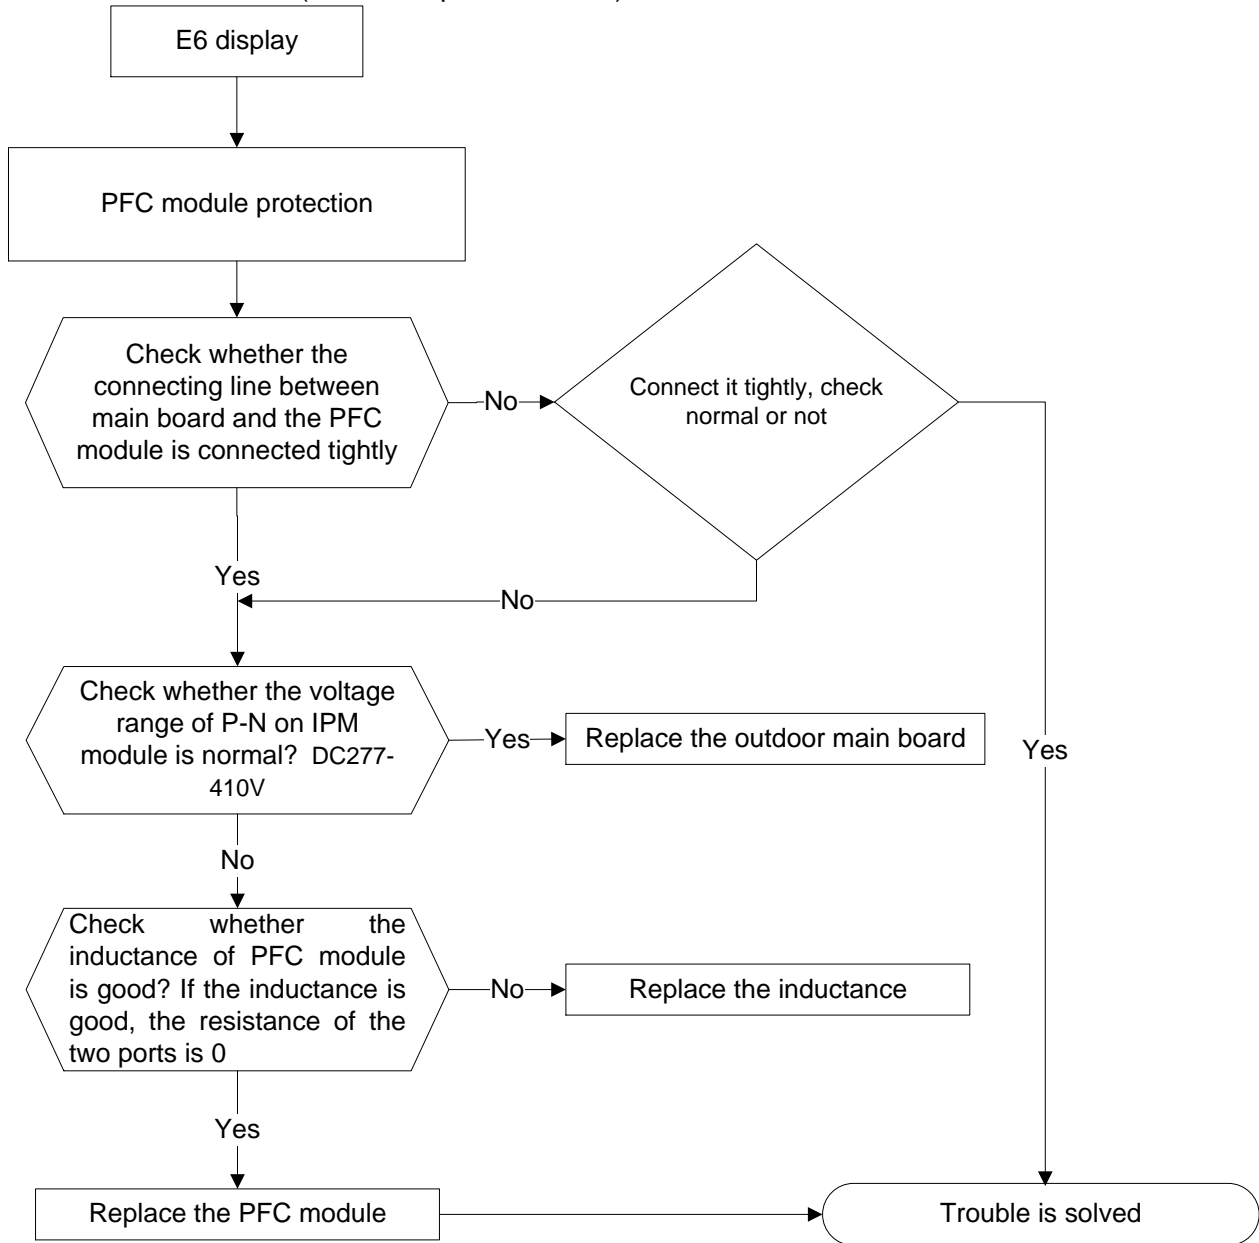 E6 display
PFC module protection
Check whether the
connecting line between
main board and the PFC
module is connected tightly
No
Connect it tightly, check
normal or not
Yes
No
Check whether the voltage
range of P-N on IPM
module is normal? DC277-
410V
Yes
Replace the outdoor main board
Yes
No
Check whether the
inductance of PFC module
is good? If the inductance is
good, the resistance of the
two ports is 0
No
Replace the inductance
Yes
Replace the PFC module
Trouble is solved